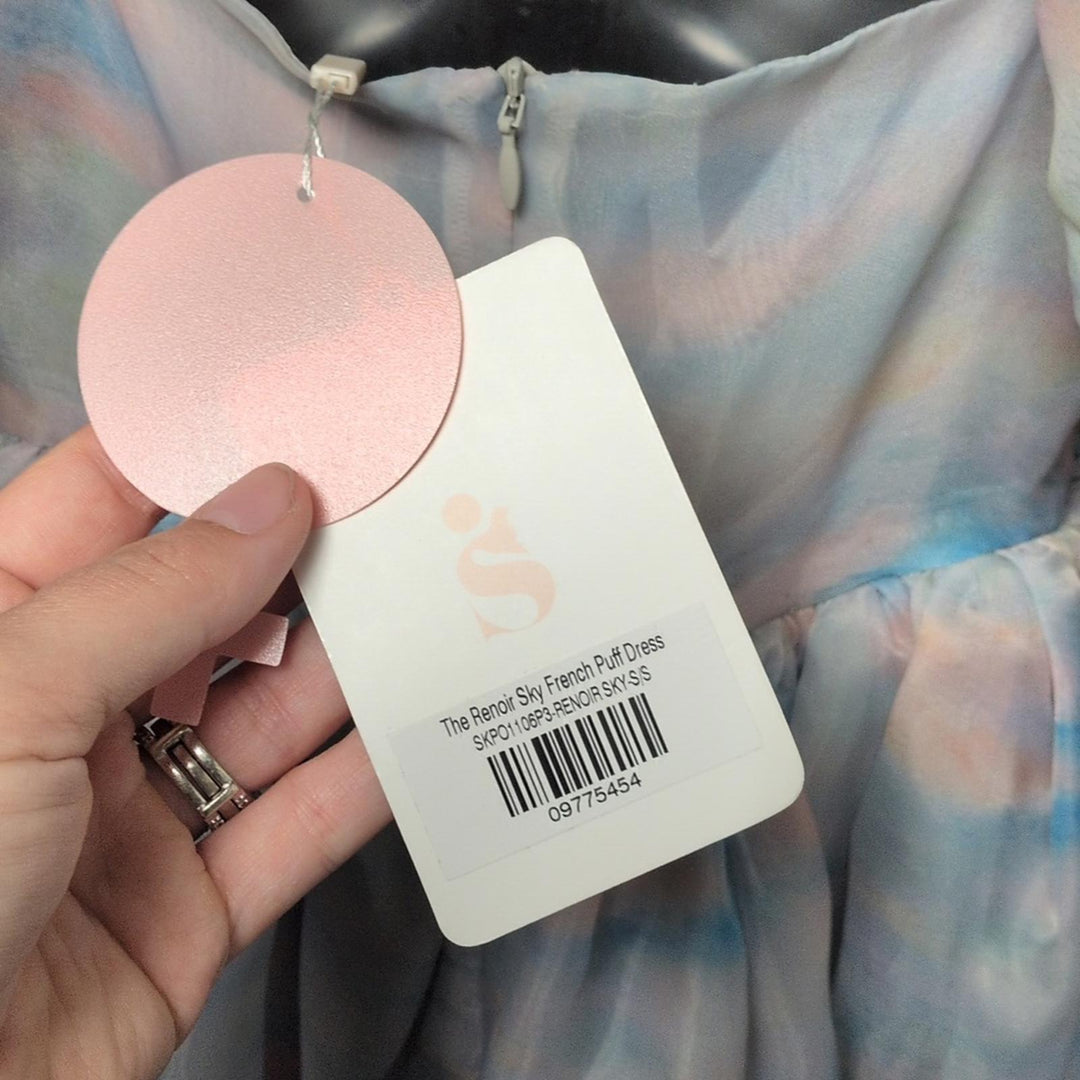 The Renoir Sky French Puff Dress
SKPO1106P3-RENOIR SKY-S/S
09775454